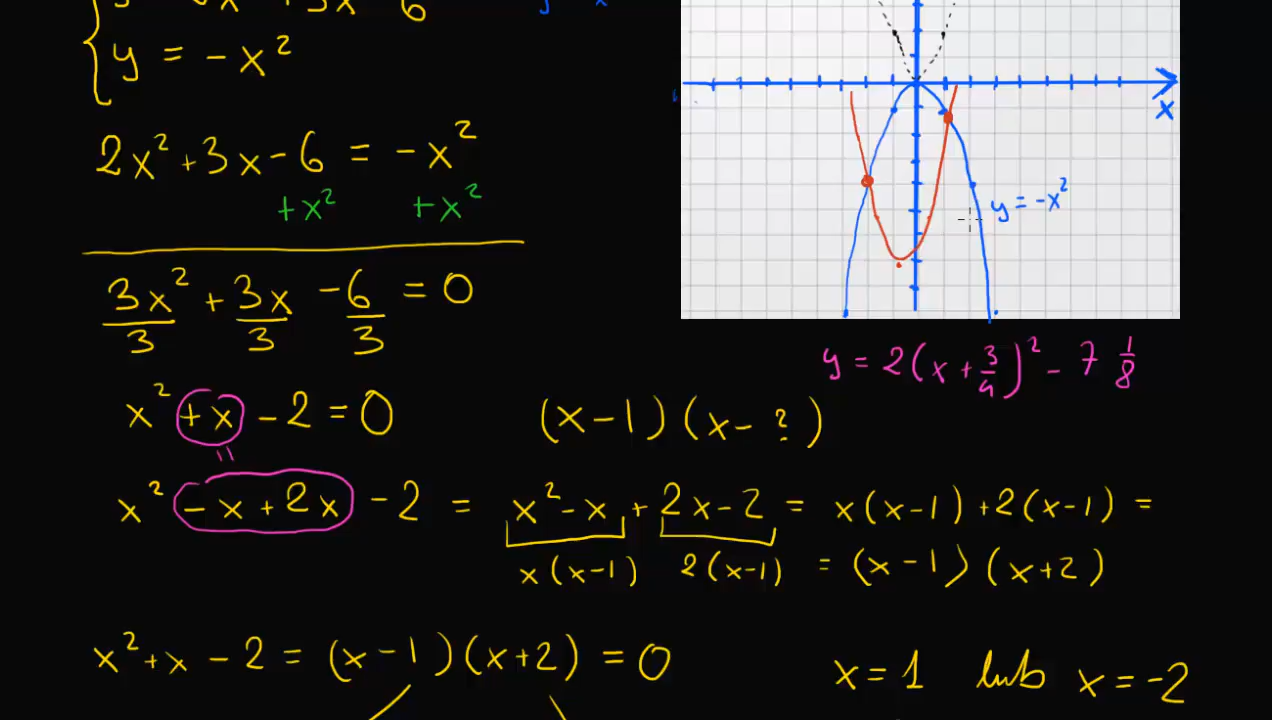 y = -x²
2x² + 3x - 6 = -x²
+x² +x²
3x²/3 + 3x/3 - 6/3 = 0
x
y = -x²
y = 2(x + 3/4)² - 7 1/8
x² + x - 2 = 0
(x-1)(x-?)
x² - x + 2x - 2 = x² - x + 2x - 2 = x(x-1) + 2(x-1) =
x(x-1) 2(x-1) = (x-1)(x+2)
x² + x - 2 = (x-1)(x+2) = 0
x = 1 lub x = -2